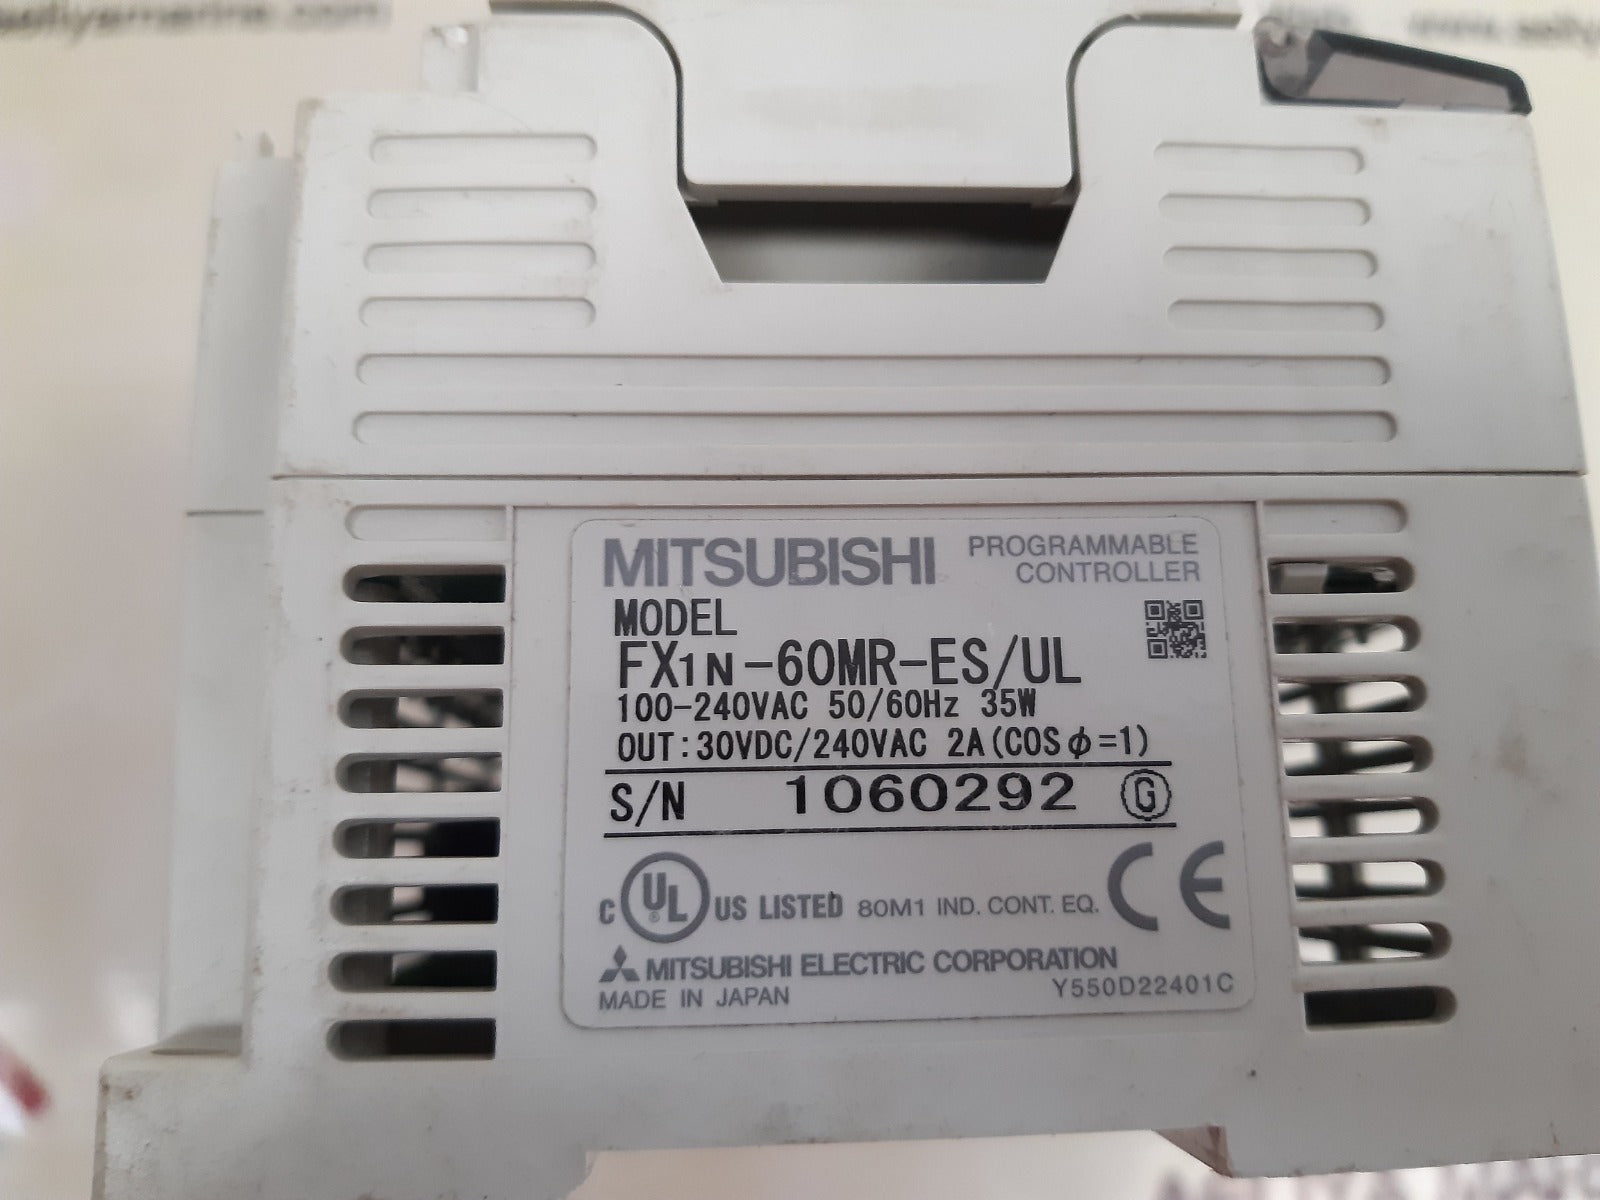 MITSUBISHI PROGRAMMABLE CONTROLLER
MODEL
FX1N-60MR-ES/UL
100-240VAC 50/60Hz 35W
OUT:30VDC/240VAC 2A(COSφ=1)
S/N 1060292 G
C UL US LISTED 80M1 IND. CONT. EQ. CE
MITSUBISHI ELECTRIC CORPORATION
MADE IN JAPAN Y550D22401C